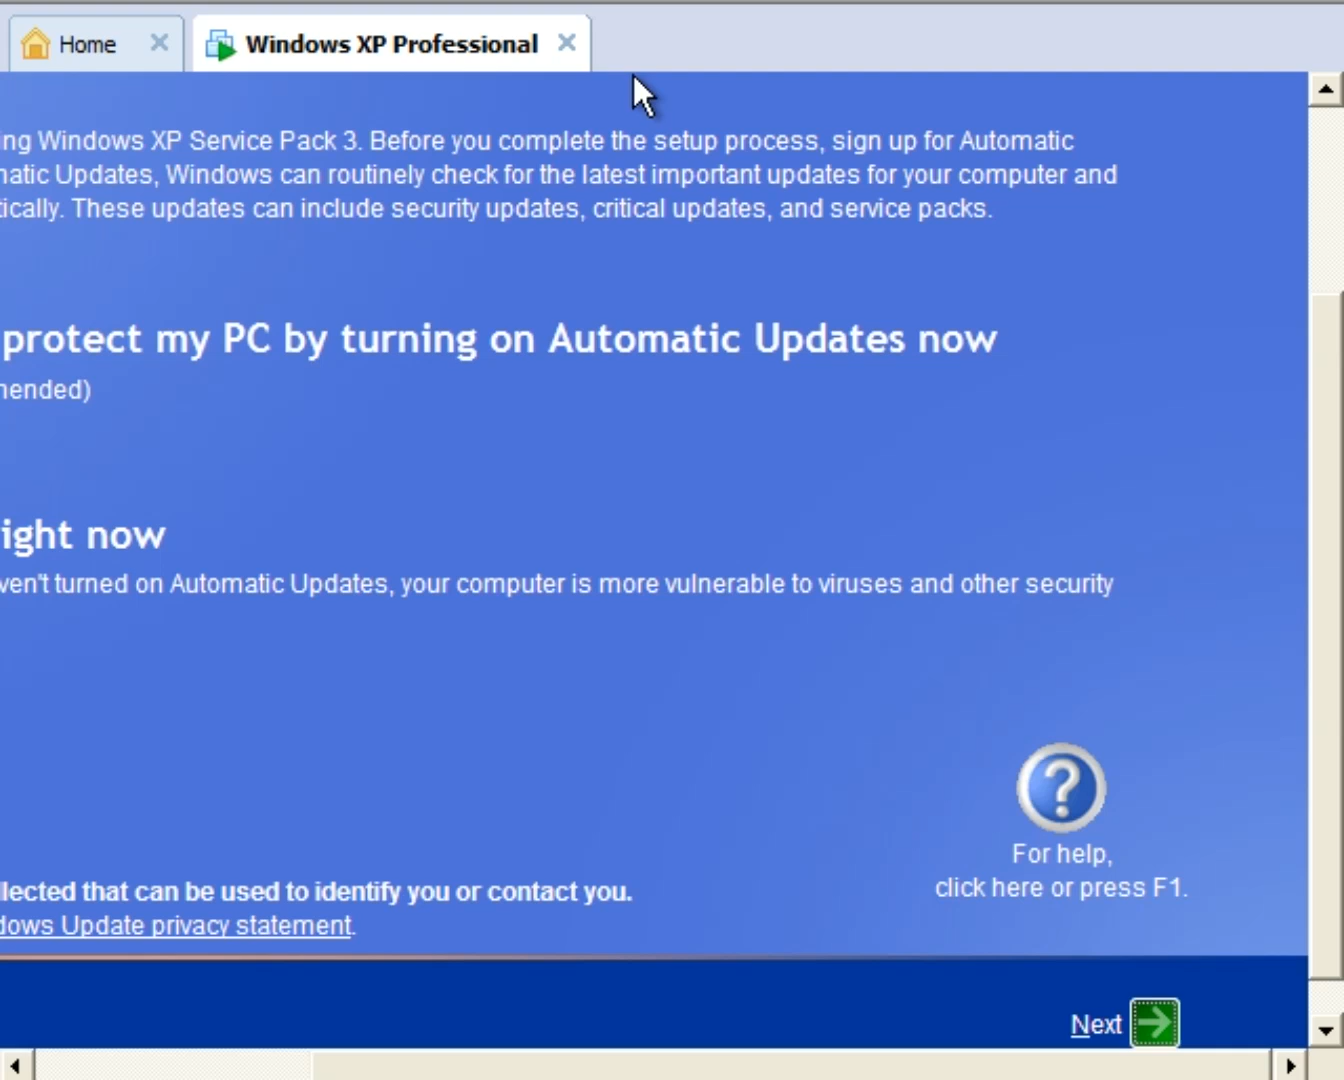 Home
Windows XP Professional
ing Windows XP Service Pack 3. Before you complete the setup process, sign up for Automatic
matic Updates, Windows can routinely check for the latest important updates for your computer and
tically. These updates can include security updates, critical updates, and service packs.
protect my PC by turning on Automatic Updates now
mended)
ight now
ven't turned on Automatic Updates, your computer is more vulnerable to viruses and other security
llected that can be used to identify you or contact you.
dows Update privacy statement.
For help,
click here or press F1.
Next